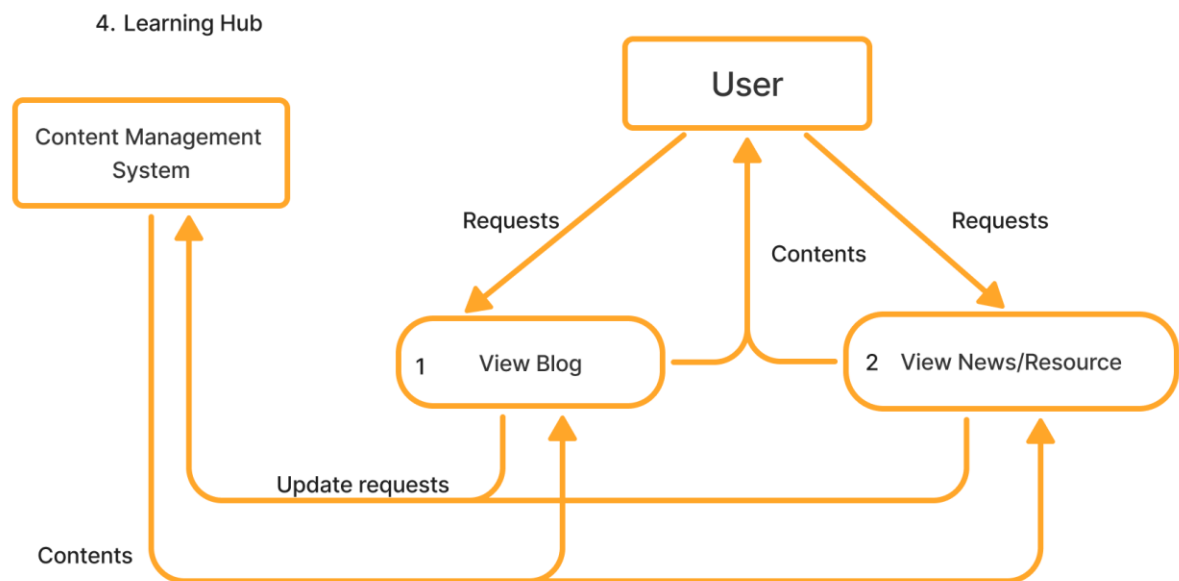 4. Learning Hub
User
Content Management
System
Requests
Requests
Contents
1 View Blog
2 View News/Resource
Update requests
Contents